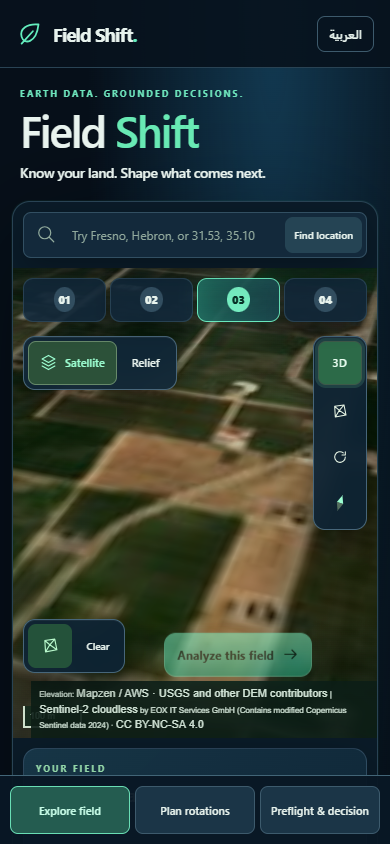 Field Shift.
العربية
EARTH DATA. GROUNDED DECISIONS.
Field Shift
Know your land. Shape what comes next.
Try Fresno, Hebron, or 31.53, 35.10
Find location
01
02
03
04
Satellite
Relief
3D
Clear
Analyze this field
Elevation: Mapzen / AWS · USGS and other DEM contributors |
Sentinel-2 cloudless by EOX IT Services GmbH (Contains modified Copernicus
Sentinel data 2024) · CC BY-NC-SA 4.0
YOUR FIELD
Explore field
Plan rotations
Preflight & decision